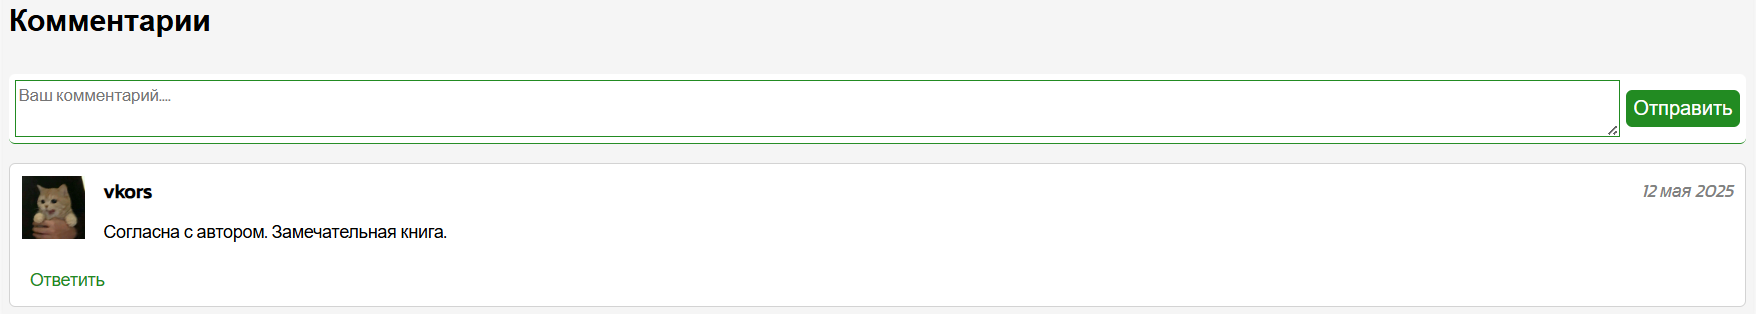 Комментарии
Ваш комментарий....
Отправить
vkors
12 мая 2025
Согласна с автором. Замечательная книга.
Ответить